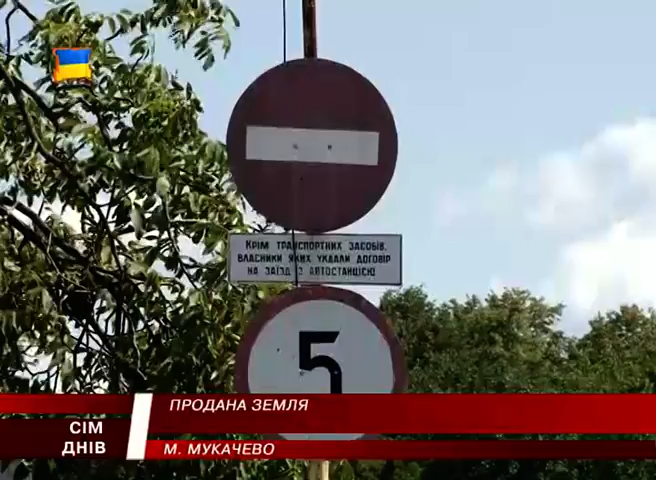 КРІМ ТРАНСПОРТНИХ ЗАСОБІВ,
ВЛАСНИКИ ЯКИХ УКЛАЛИ ДОГОВІР
НА ЗАЇЗД З АВТОСТАНЦІЄЮ.
5
ПРОДАНА ЗЕМЛЯ
СІМ
ДНІВ
М. МУКАЧЕВО